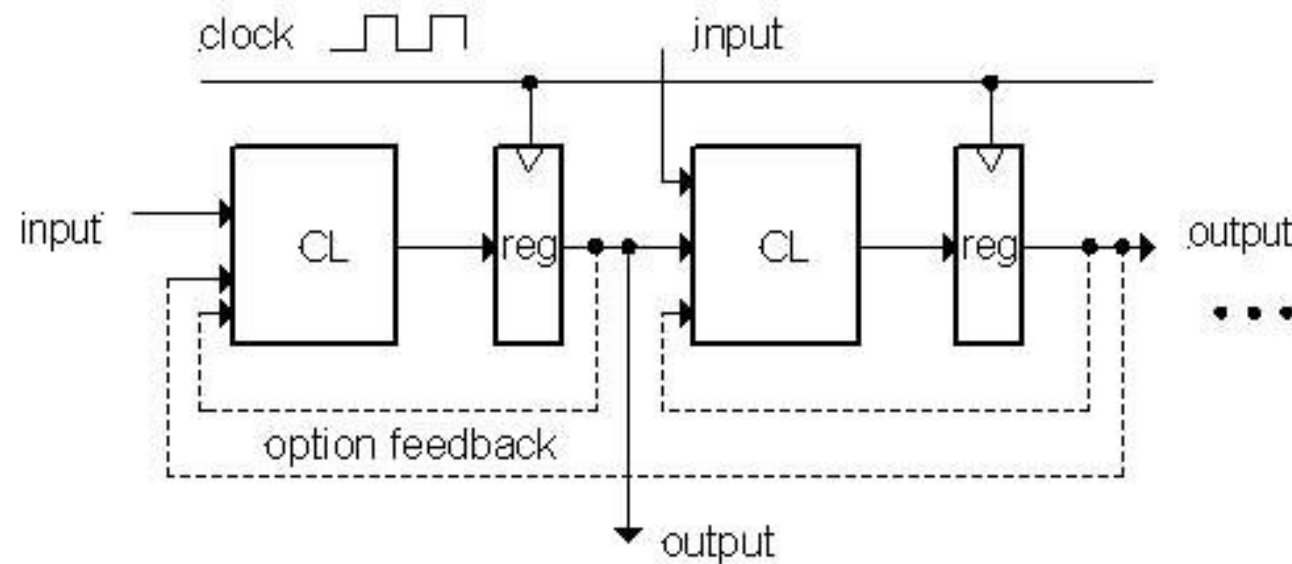 clock
input
input
CL
reg
CL
reg
output
option feedback
output